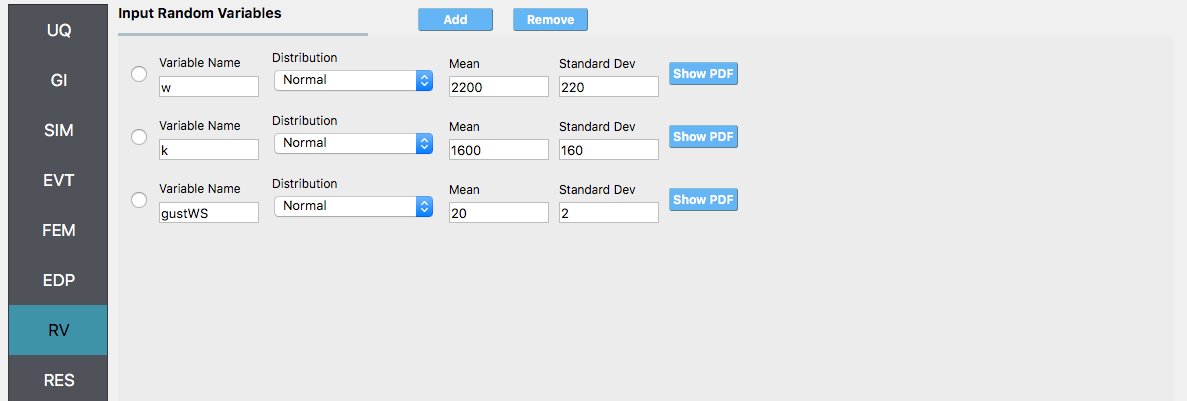 UQ
GI
SIM
EVT
FEM
EDP
RV
RES
Input Random Variables
Add
Remove
Variable Name
Distribution
Mean
Standard Dev
w
Normal
2200
220
Show PDF
Variable Name
Distribution
Mean
Standard Dev
k
Normal
1600
160
Show PDF
Variable Name
Distribution
Mean
Standard Dev
gustWS
Normal
20
2
Show PDF